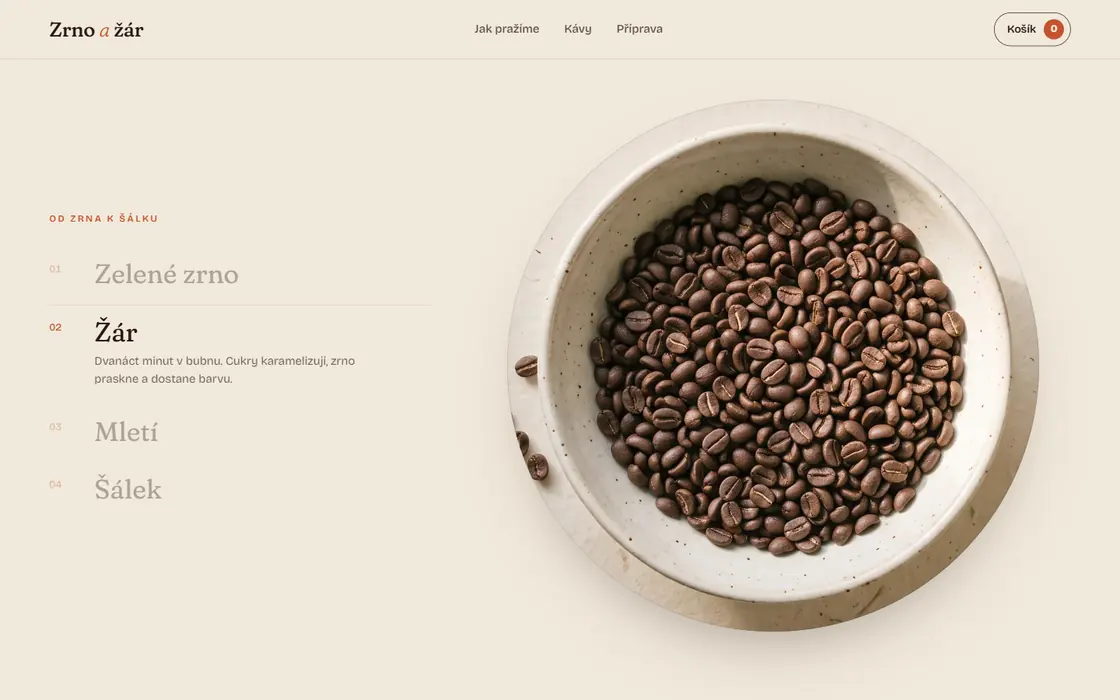 Zrno a žár
Jak pražíme
Kávy
Příprava
Košík 0
OD ZRNA K ŠÁLKU
01 Zelené zrno
02 Žár
Dvanáct minut v bubnu. Cukry karamelizují, zrno
praskne a dostane barvu.
03 Mletí
04 Šálek